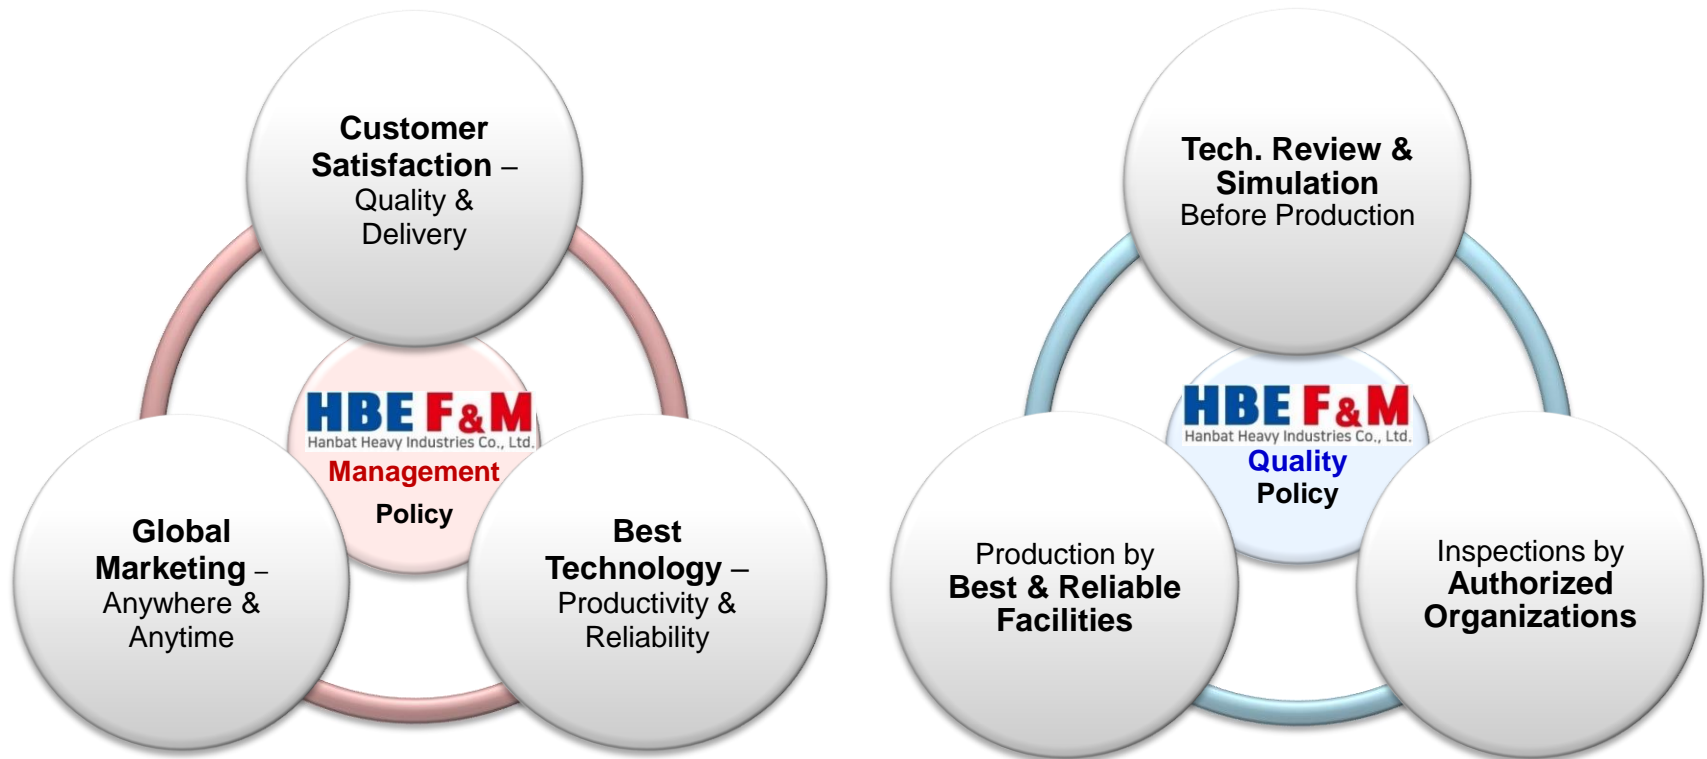 Customer
Satisfaction –
Quality &
Delivery
HBE F&M
Hanbat Heavy Industries Co., Ltd.
Management
Policy
Global
Marketing –
Anywhere &
Anytime
Best
Technology –
Productivity &
Reliability
Tech. Review &
Simulation
Before Production
HBE F&M
Hanbat Heavy Industries Co., Ltd.
Quality
Policy
Production by
Best & Reliable
Facilities
Inspections by
Authorized
Organizations